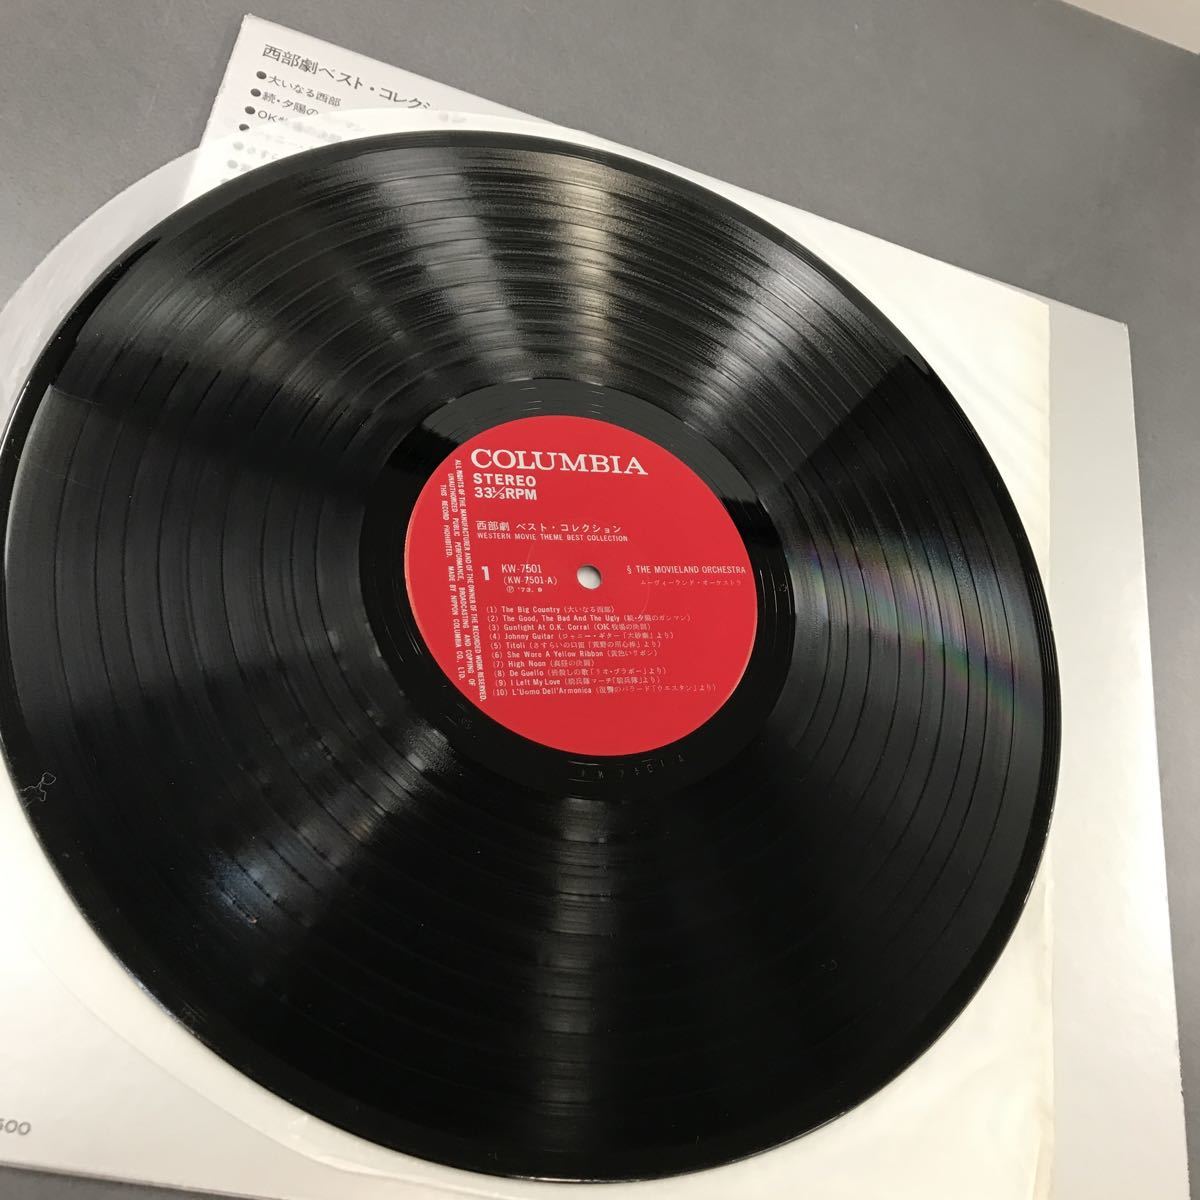 西部劇ベスト・コレクション
●大いなる西部
●続・夕陽の
●OK
COLUMBIA
STEREO
33⅓RPM
西部劇 ベスト・コレクション
WESTERN MOVIE THEME BEST COLLECTION
1
KW-7501
(KW-7501-A)
Ⓟ '73. 9
§ THE MOVIELAND ORCHESTRA
ムーヴィーランド・オーケストラ
(1) The Big Country (大いなる西部)
(2) The Good, The Bad And The Ugly (続・夕陽のガンマン)
(3) Gunfight At O.K. Corral (OK牧場の決闘)
(4) Johnny Guitar (ジャニー・ギター「大砂塵」より)
(5) Titoli (さすらいの口笛「荒野の用心棒」より)
(6) She Wore A Yellow Ribbon (黄色いリボン)
(7) High Noon (真昼の決闘)
(8) De Guello (皆殺しの歌「リオ・ブラボー」より)
(9) I Left My Love (騎兵隊マーチ「騎兵隊」より)
(10) L'Uomo Dell'Armonica (復讐のバラード「ウエスタン」より)
ALL RIGHTS OF THE MANUFACTURER AND OF THE OWNER OF THE RECORDED WORK RESERVED.
UNAUTHORIZED PUBLIC PERFORMANCE, BROADCASTING AND COPYING OF
THIS RECORD PROHIBITED. MADE BY NIPPON COLUMBIA CO., LTD.